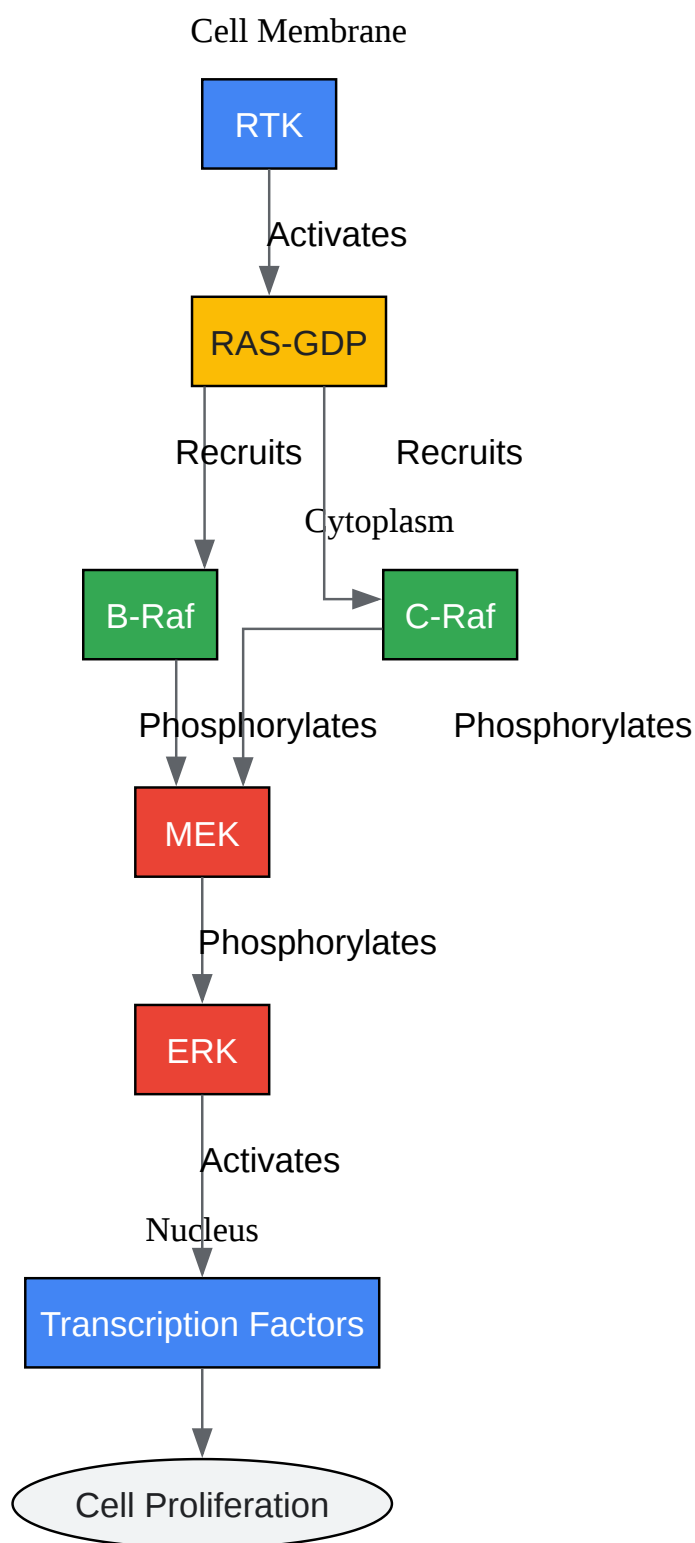 Cell Membrane
RTK
Activates
RAS-GDP
Recruits
Recruits
Cytoplasm
B-Raf
C-Raf
Phosphorylates
Phosphorylates
MEK
Phosphorylates
ERK
Activates
Nucleus
Transcription Factors
Cell Proliferation